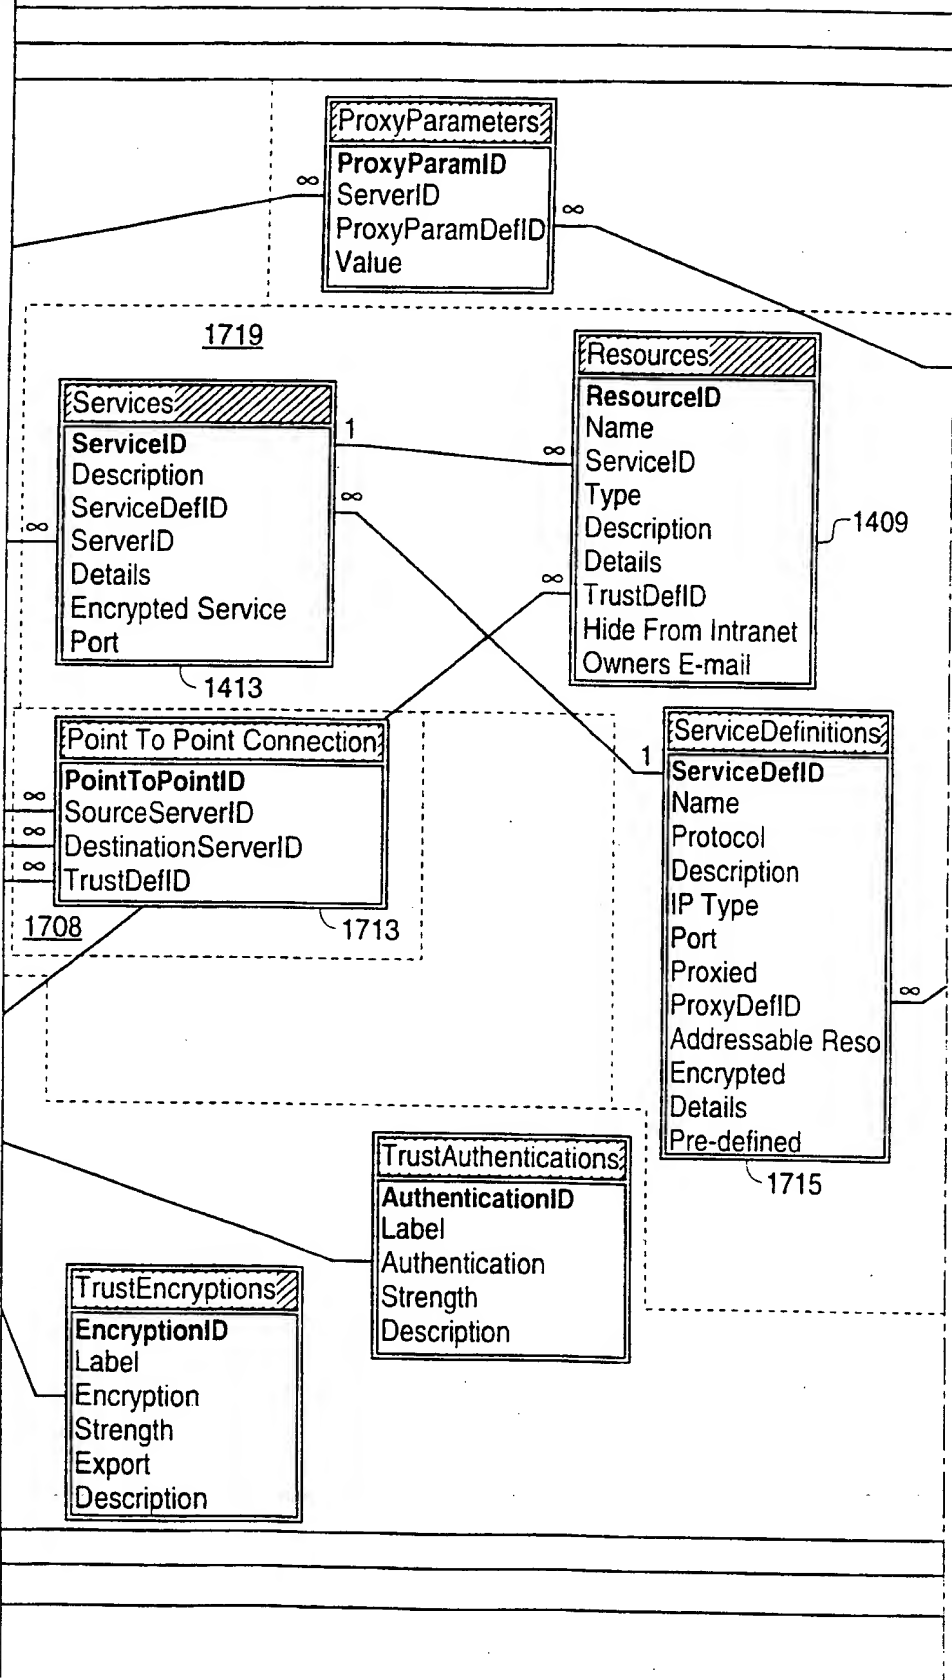 ProxyParameters
ProxyParamID
∞ ServerID
ProxyParamDefID ∞
Value
1719
Services
ServiceID 1
Description
ServiceDefID ∞
∞ ServerID
Details
Encrypted Service
Port
1413
Resources
ResourceID
Name
∞ ServiceID
Type
Description
Details
∞ TrustDefID
Hide From Intranet
Owners E-mail
1409
Point To Point Connection
PointToPointID
∞ SourceServerID
∞ DestinationServerID
∞ TrustDefID
1708
1713
ServiceDefinitions
1 ServiceDefID
Name
Protocol
Description
IP Type
Port
Proxied
ProxyDefID ∞
Addressable Reso
Encrypted
Details
Pre-defined
1715
TrustAuthentications
AuthenticationID
Label
Authentication
Strength
Description
TrustEncryptions
EncryptionID
Label
Encryption
Strength
Export
Description